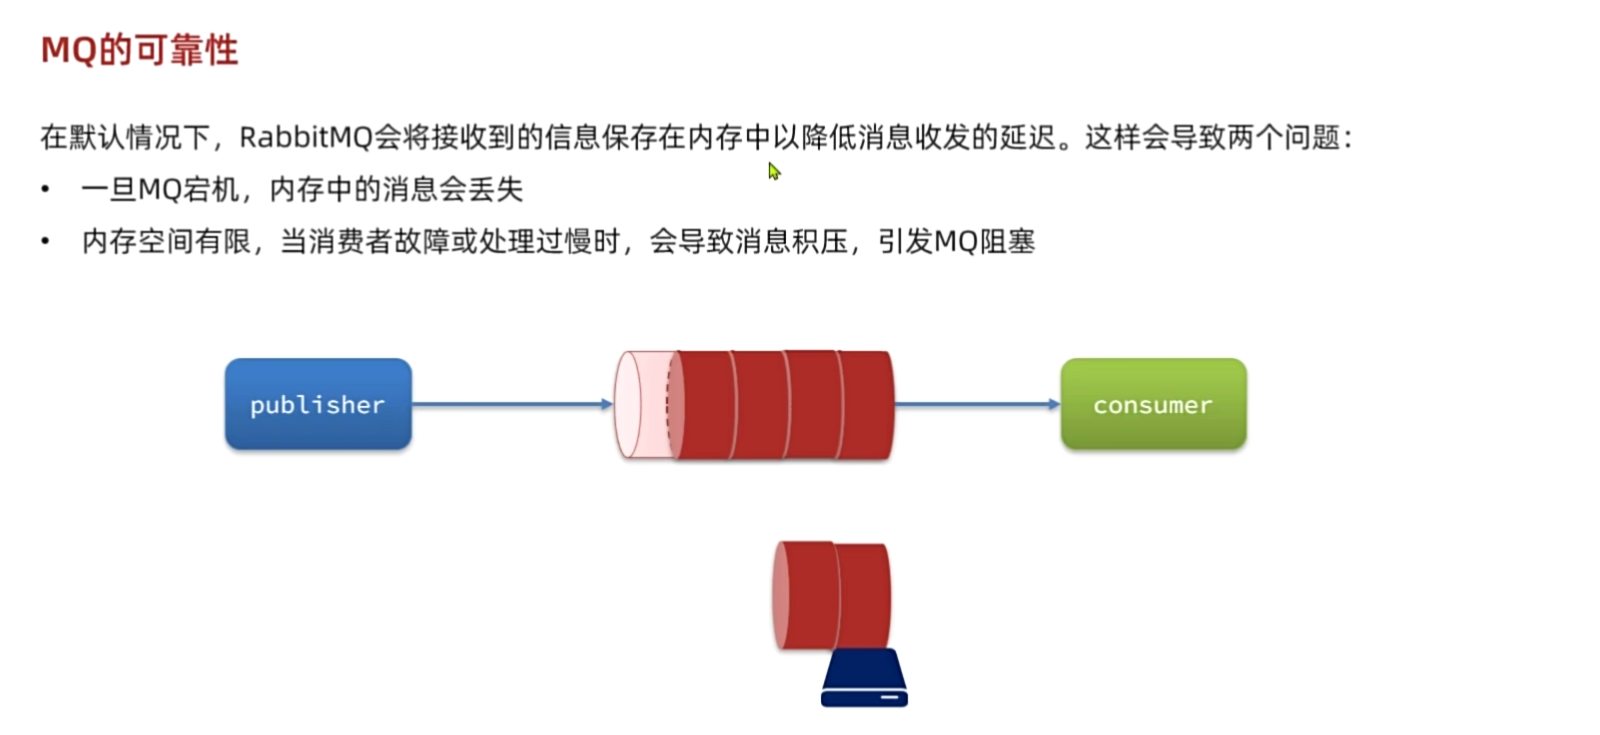 MQ的可靠性
在默认情况下，RabbitMQ会将接收到的信息保存在内存中以降低消息收发的延迟。这样会导致两个问题：
• 一旦MQ宕机，内存中的消息会丢失
• 内存空间有限，当消费者故障或处理过慢时，会导致消息积压，引发MQ阻塞
publisher
consumer